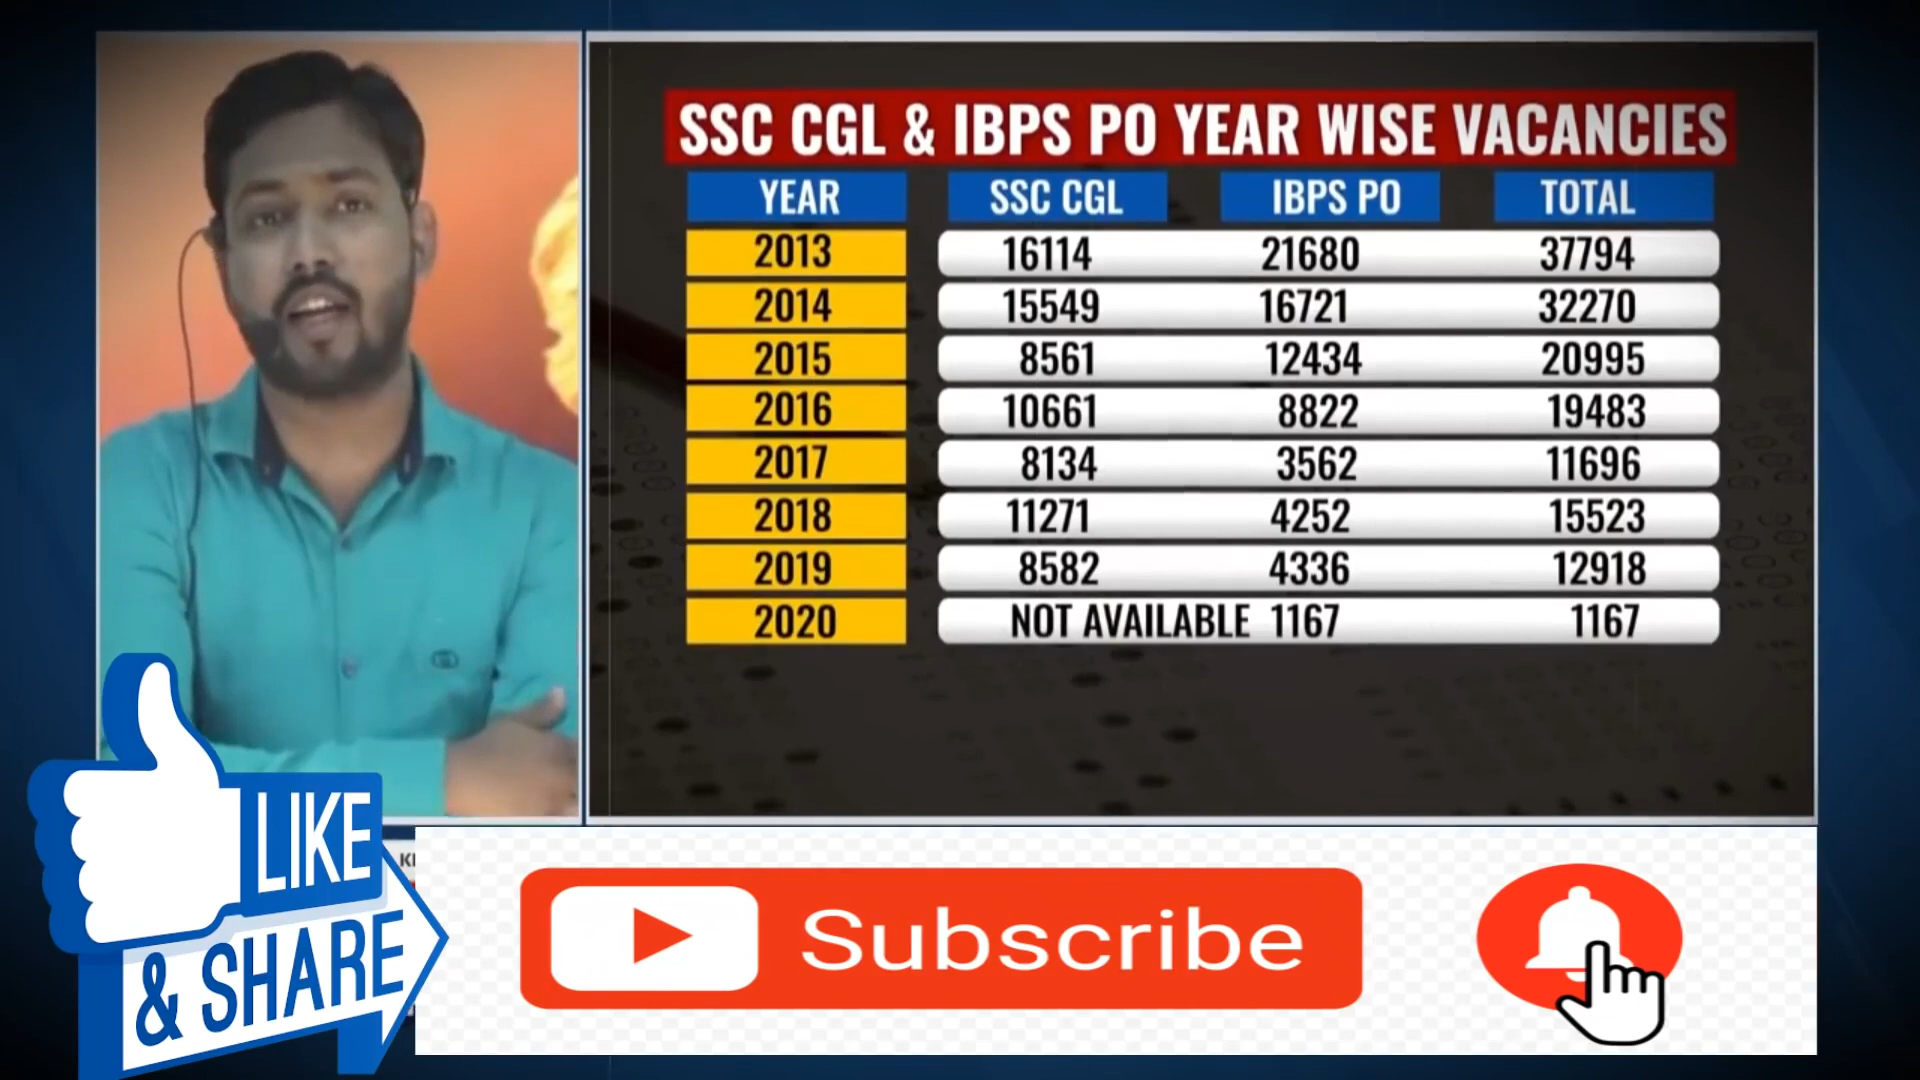 SSC CGL & IBPS PO YEAR WISE VACANCIES
YEAR SSC CGL IBPS PO TOTAL
2013 16114 21680 37794
2014 15549 16721 32270
2015 8561 12434 20995
2016 10661 8822 19483
2017 8134 3562 11696
2018 11271 4252 15523
2019 8582 4336 12918
2020 NOT AVAILABLE 1167 1167
LIKE
& SHARE
Subscribe